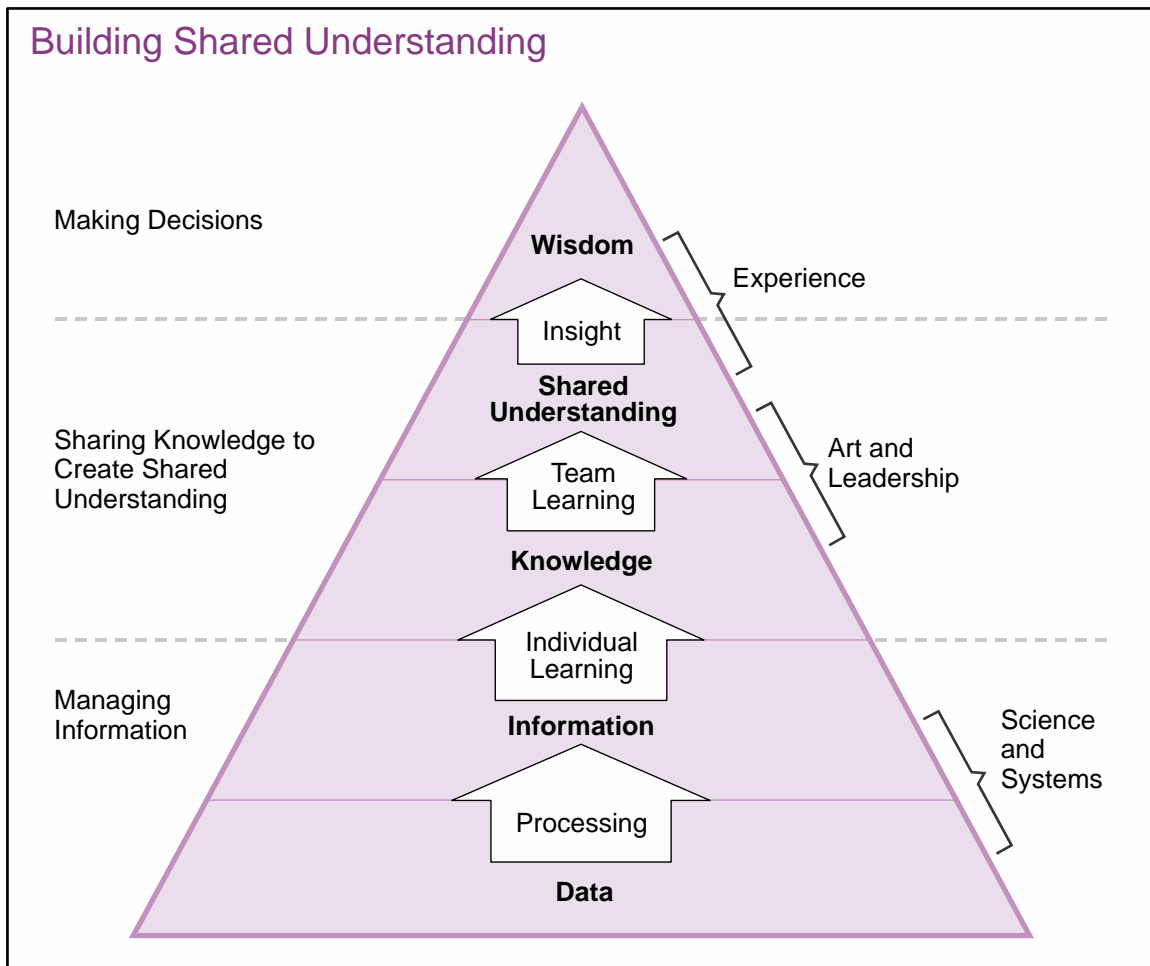 Building Shared Understanding
Making Decisions
Wisdom
Experience
Insight
Shared
Understanding
Sharing Knowledge to
Create Shared
Understanding
Team
Learning
Art and
Leadership
Knowledge
Individual
Learning
Managing
Information
Information
Science
and
Systems
Processing
Data